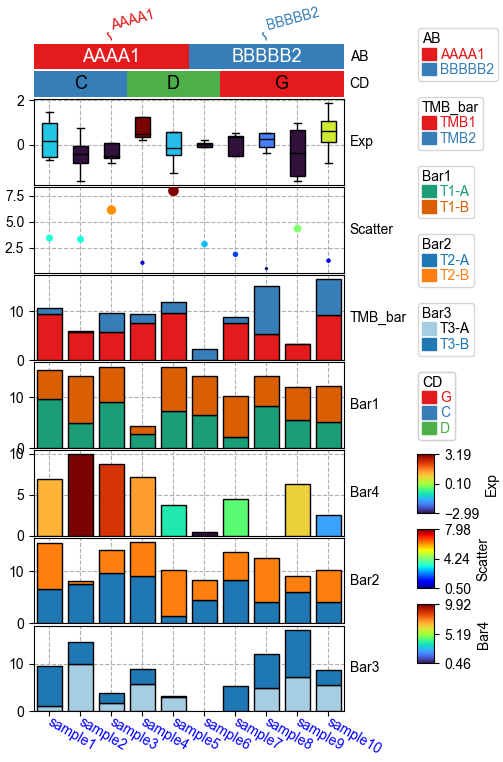 AAAA1 BBBBB2
AAAA1 BBBBB2 AB
C D G CD
2
0
Exp
7.5
5.0
2.5
Scatter
10
0
TMB_bar
10
0
Bar1
10
5
0
Bar4
10
0
Bar2
10
0
Bar3
sample1 sample2 sample3 sample4 sample5 sample6 sample7 sample8 sample9 sample10
AB
AAAA1
BBBBB2
TMB_bar
TMB1
TMB2
Bar1
T1-A
T1-B
Bar2
T2-A
T2-B
Bar3
T3-A
T3-B
CD
G
C
D
3.19
0.10
−2.99
Exp
7.98
4.24
0.50
Scatter
9.92
5.19
0.46
Bar4